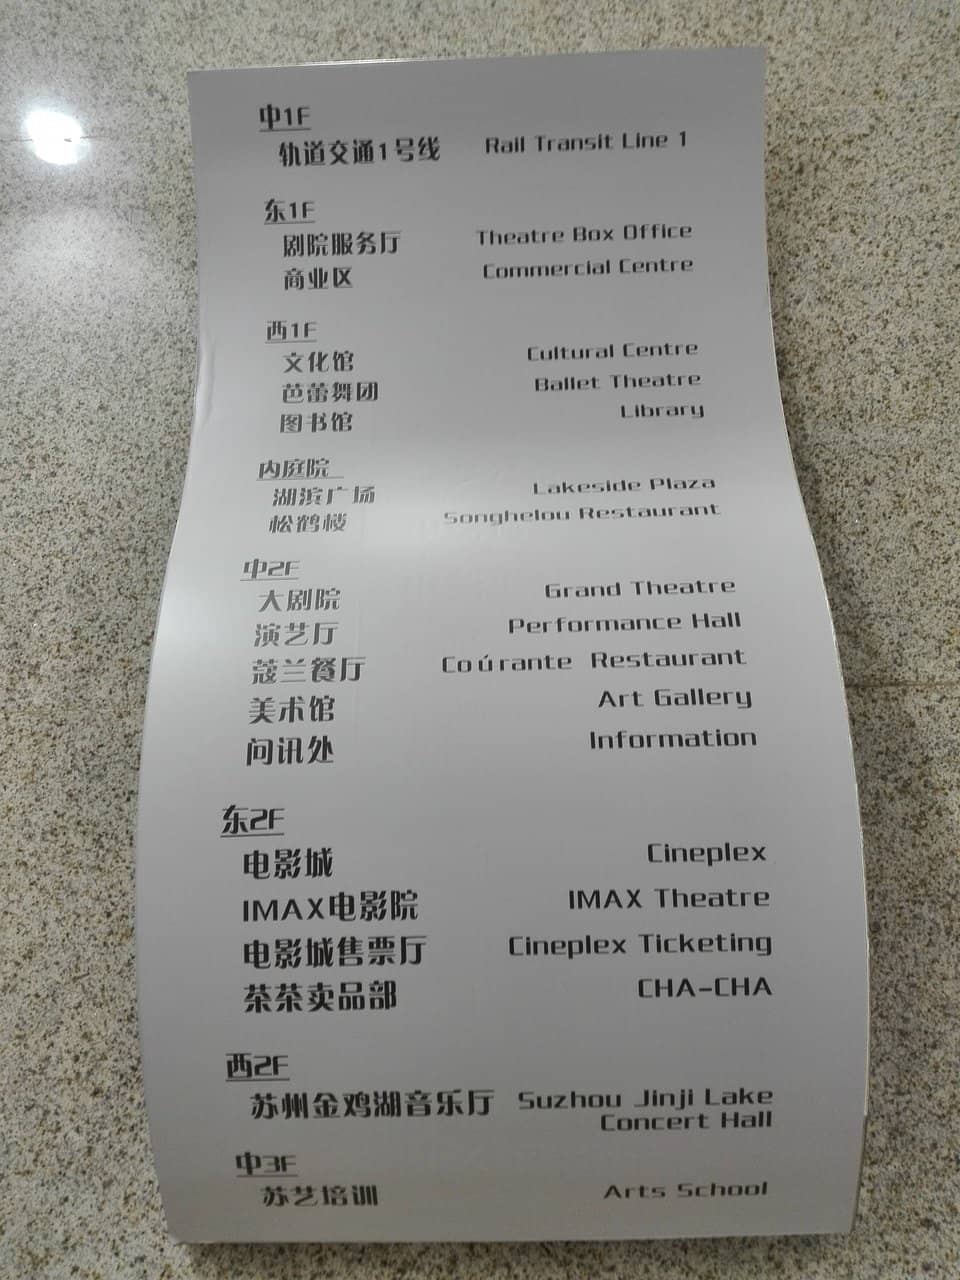 中1F
轨道交通1号线 Rail Transit Line 1
东1F
剧院服务厅 Theatre Box Office
商业区 Commercial Centre
西1F
文化馆 Cultural Centre
芭蕾舞团 Ballet Theatre
图书馆 Library
内庭院
湖滨广场 Lakeside Plaza
松鹤楼 Songhelou Restaurant
中2F
大剧院 Grand Theatre
演艺厅 Performance Hall
蔻兰餐厅 Coúrante Restaurant
美术馆 Art Gallery
问讯处 Information
东2F
电影城 Cineplex
IMAX电影院 IMAX Theatre
电影城售票厅 Cineplex Ticketing
茶茶卖品部 CHA-CHA
西2F
苏州金鸡湖音乐厅 Suzhou Jinji Lake
Concert Hall
中3F
苏艺培训 Arts School